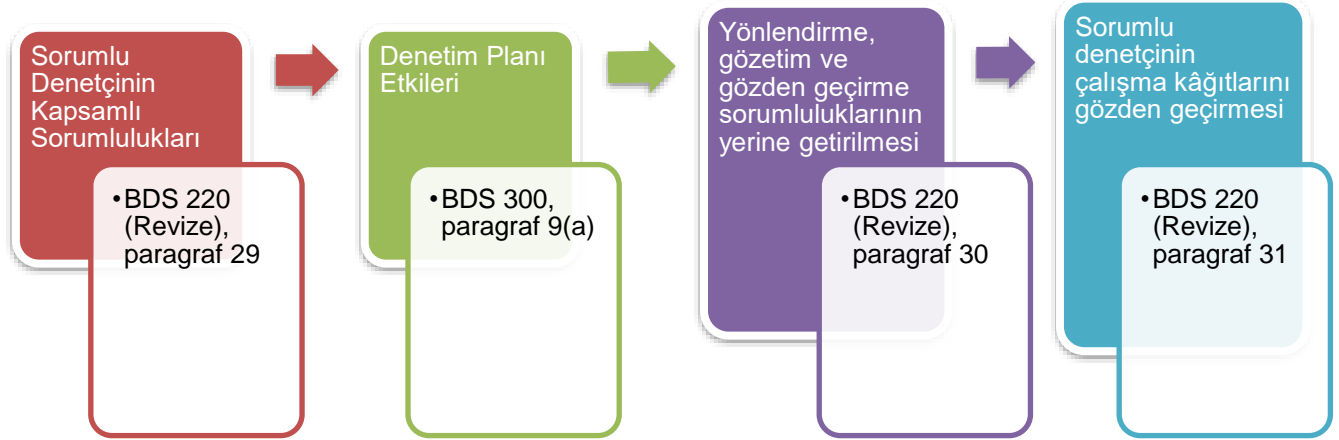 Sorumlu
Denetçinin
Kapsamlı
Sorumlulukları
•BDS 220
(Revize),
paragraf 29
Denetim Planı
Etkileri
•BDS 300,
paragraf 9(a)
Yönlendirme,
gözetim ve
gözden geçirme
sorumluluklarının
yerine getirilmesi
•BDS 220
(Revize),
paragraf 30
Sorumlu
denetçinin
çalışma kâğıtlarını
gözden geçirmesi
•BDS 220
(Revize),
paragraf 31